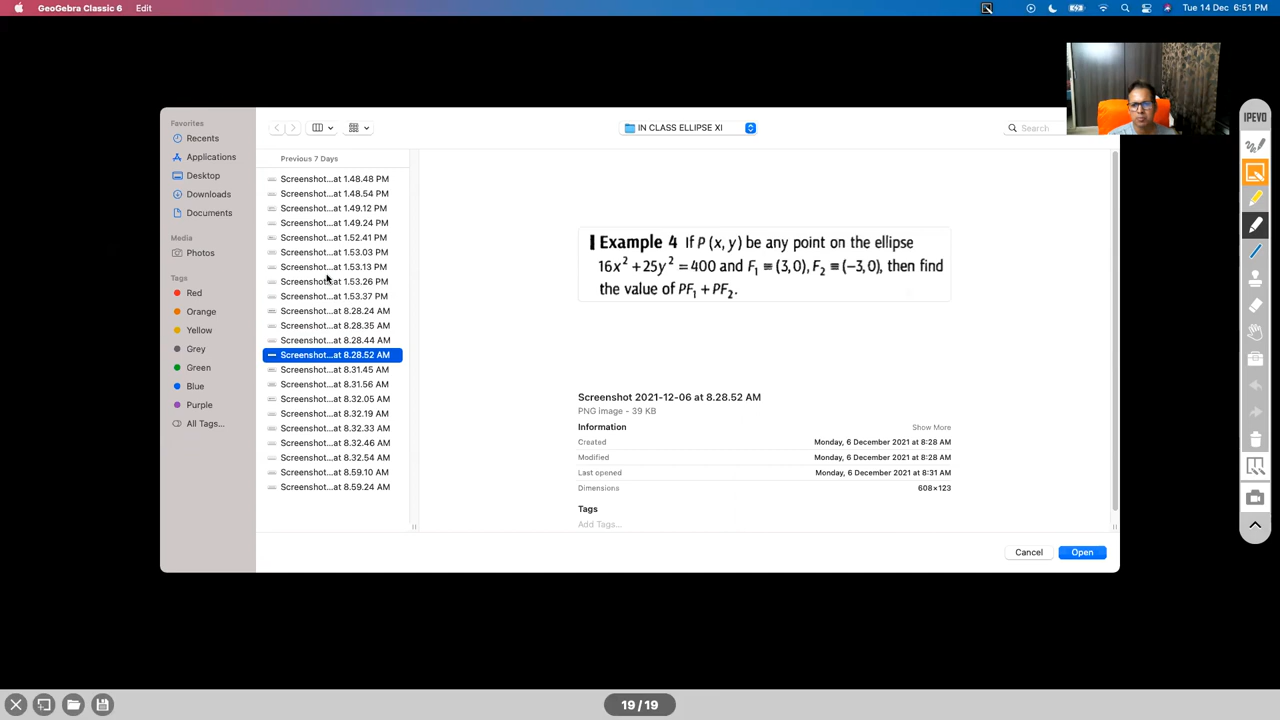 GeoGebra Classic 6 Edit Tue 14 Dec 6:51 PM
Favorites
Recents
Applications
Desktop
Downloads
Documents
Media
Photos
Tags
Red
Orange
Yellow
Grey
Green
Blue
Purple
All Tags...
IN CLASS ELLIPSE XI
Search
Previous 7 Days
Screenshot...at 1.48.48 PM
Screenshot...at 1.48.54 PM
Screenshot...at 1.49.12 PM
Screenshot...at 1.49.24 PM
Screenshot...at 1.52.41 PM
Screenshot...at 1.53.03 PM
Screenshot...at 1.53.13 PM
Screenshot...at 1.53.26 PM
Screenshot...at 1.53.37 PM
Screenshot...at 8.28.24 AM
Screenshot...at 8.28.35 AM
Screenshot...at 8.28.44 AM
Screenshot...at 8.28.52 AM
Screenshot...at 8.31.45 AM
Screenshot...at 8.31.56 AM
Screenshot...at 8.32.05 AM
Screenshot...at 8.32.19 AM
Screenshot...at 8.32.33 AM
Screenshot...at 8.32.46 AM
Screenshot...at 8.32.54 AM
Screenshot...at 8.59.10 AM
Screenshot...at 8.59.24 AM
Example 4 If P (x, y) be any point on the ellipse
16x² + 25y² = 400 and F₁ ≡ (3, 0), F₂ ≡ (−3, 0), then find
the value of PF₁ + PF₂.
Screenshot 2021-12-06 at 8.28.52 AM
PNG image - 39 KB
Information Show More
Created Monday, 6 December 2021 at 8:28 AM
Modified Monday, 6 December 2021 at 8:28 AM
Last opened Monday, 6 December 2021 at 8:31 AM
Dimensions 608×123
Tags
Add Tags...
Cancel Open
IPEVO
19 / 19